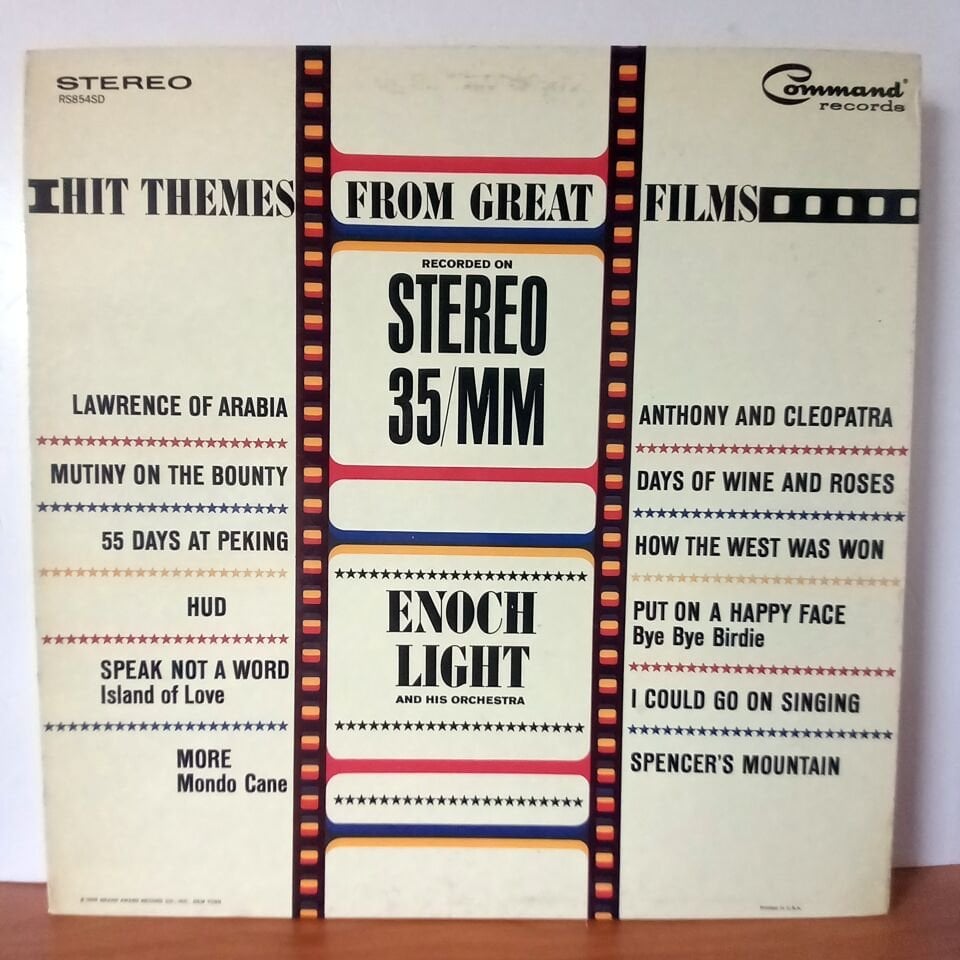 STEREO
RS854SD
Command®
records
HIT THEMES FROM GREAT FILMS
RECORDED ON
STEREO
35/MM
LAWRENCE OF ARABIA
MUTINY ON THE BOUNTY
55 DAYS AT PEKING
HUD
SPEAK NOT A WORD
Island of Love
MORE
Mondo Cane
ENOCH
LIGHT
AND HIS ORCHESTRA
ANTHONY AND CLEOPATRA
DAYS OF WINE AND ROSES
HOW THE WEST WAS WON
PUT ON A HAPPY FACE
Bye Bye Birdie
I COULD GO ON SINGING
SPENCER'S MOUNTAIN